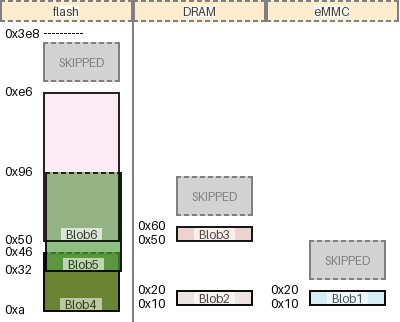 flash
DRAM
eMMC
0x3e8
SKIPPED
0xe6
0x96
0x50
Blob6
0x46
Blob5
0x32
Blob4
0xa
SKIPPED
0x60
0x50
Blob3
0x20
0x10
Blob2
SKIPPED
0x20
0x10
Blob1